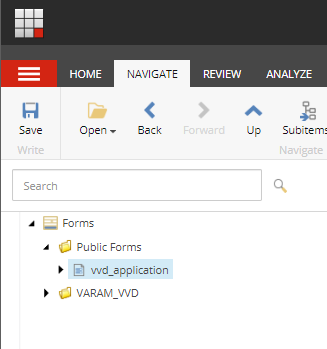 HOME NAVIGATE REVIEW ANALYZE
Save Open Back Forward Up Subitems
Write Navigate
Search
Forms
Public Forms
vvd_application
VARAM_VVD